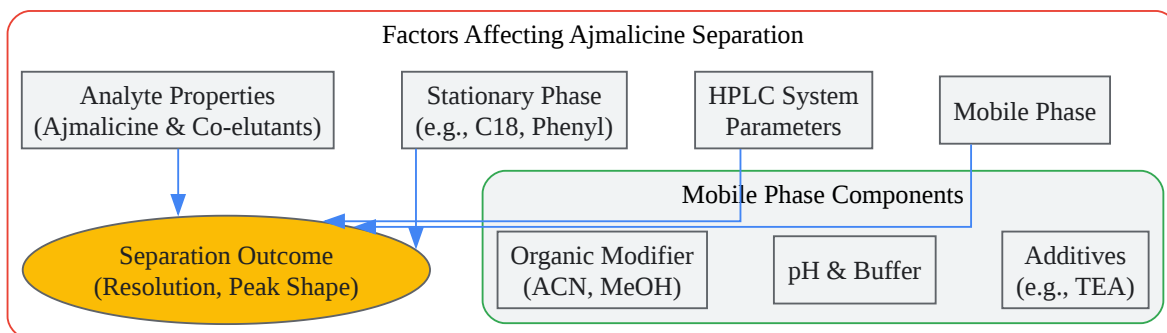 Factors Affecting Ajmalicine Separation
Analyte Properties
(Ajmalicine & Co-elutants)
Stationary Phase
(e.g., C18, Phenyl)
HPLC System
Parameters
Mobile Phase
Mobile Phase Components
Separation Outcome
(Resolution, Peak Shape)
Organic Modifier
(ACN, MeOH)
pH & Buffer
Additives
(e.g., TEA)